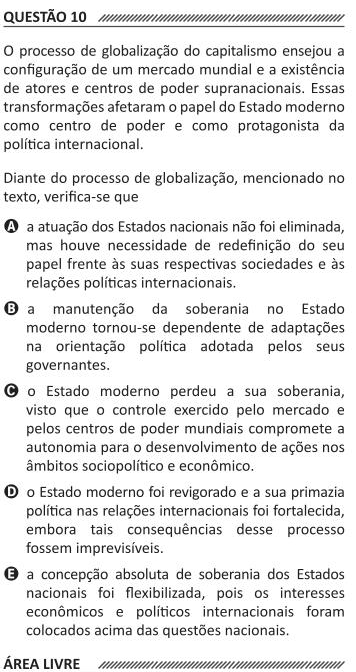 QUESTÃO 10
O processo de globalização do capitalismo ensejou a
configuração de um mercado mundial e a existência
de atores e centros de poder supranacionais. Essas
transformações afetaram o papel do Estado moderno
como centro de poder e como protagonista da
política internacional.
Diante do processo de globalização, mencionado no
texto, verifica-se que
A a atuação dos Estados nacionais não foi eliminada,
mas houve necessidade de redefinição do seu
papel frente às suas respectivas sociedades e às
relações políticas internacionais.
B a manutenção da soberania no Estado
moderno tornou-se dependente de adaptações
na orientação política adotada pelos seus
governantes.
C o Estado moderno perdeu a sua soberania,
visto que o controle exercido pelo mercado e
pelos centros de poder mundiais compromete a
autonomia para o desenvolvimento de ações nos
âmbitos sociopolítico e econômico.
D o Estado moderno foi revigorado e a sua primazia
política nas relações internacionais foi fortalecida,
embora tais consequências desse processo
fossem imprevisíveis.
E a concepção absoluta de soberania dos Estados
nacionais foi flexibilizada, pois os interesses
econômicos e políticos internacionais foram
colocados acima das questões nacionais.
ÁREA LIVRE